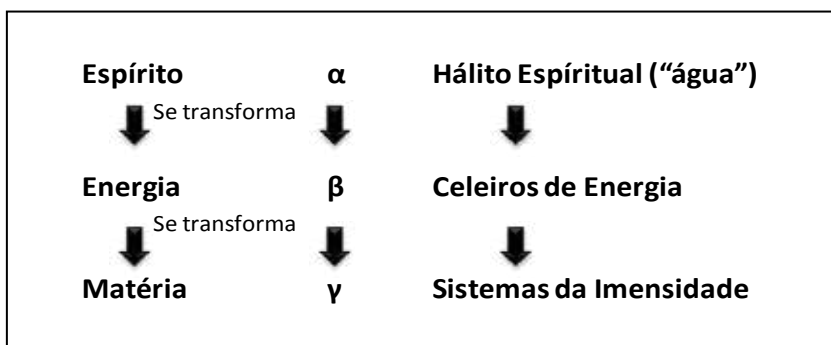 Espírito α Hálito Espíritual (“água”)
Se transforma
Energia β Celeiros de Energia
Se transforma
Matéria γ Sistemas da Imensidade